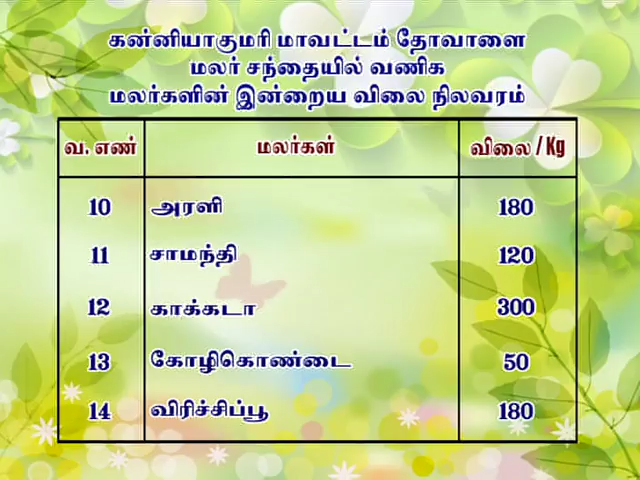 கன்னியாகுமரி மாவட்டம் தோவாளை
மலர் சந்தையில் வணிக
மலர்களின் இன்றைய விலை நிலவரம்
வ. எண் மலர்கள் விலை / Kg
10 அரளி 180
11 சாமந்தி 120
12 காக்கடா 300
13 கோழிகொண்டை 50
14 விரிச்சிப்பூ 180